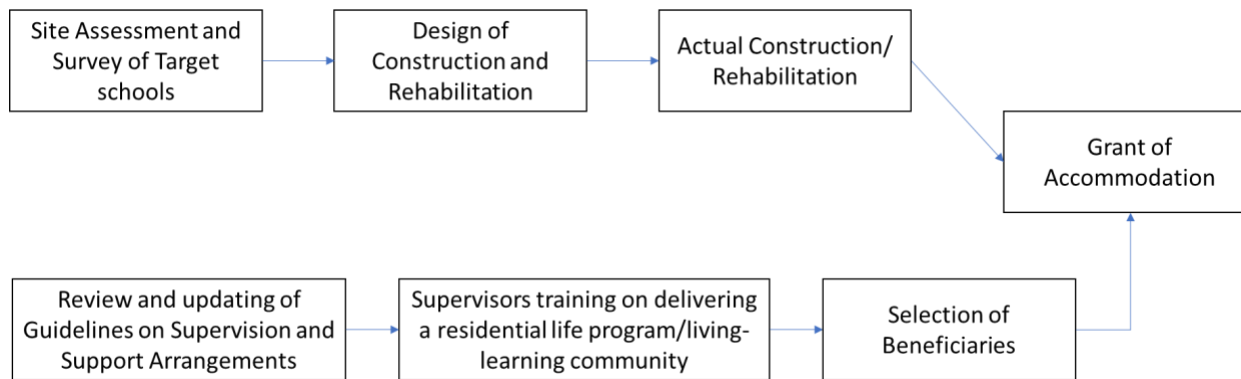 Site Assessment and
Survey of Target
schools
Design of
Construction and
Rehabilitation
Actual Construction/
Rehabilitation
Grant of
Accommodation
Review and updating of
Guidelines on Supervision and
Support Arrangements
Supervisors training on delivering
a residential life program/living-
learning community
Selection of
Beneficiaries